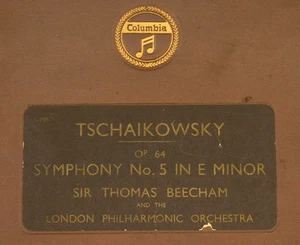 Columbia
TSCHAIKOWSKY
OP. 64
SYMPHONY No. 5 IN E MINOR
SIR THOMAS BEECHAM
AND THE
LONDON PHILHARMONIC ORCHESTRA